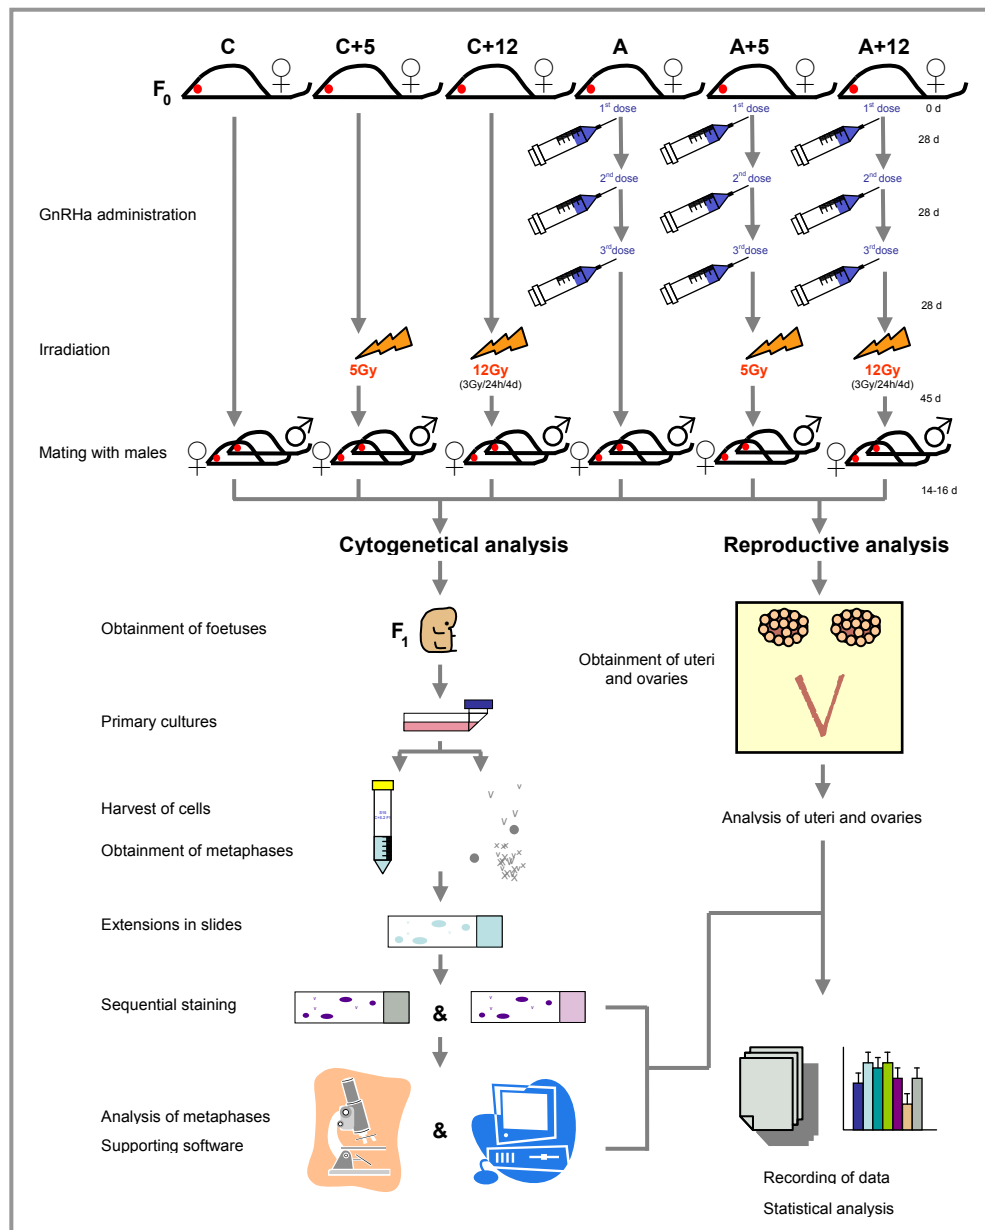 C C+5 C+12 A A+5 A+12
F0
1st dose 1st dose 1st dose 0 d
28 d
2nd dose 2nd dose 2nd dose
GnRHa administration 28 d
3rd dose 3rd dose 3rd dose
28 d
Irradiation
5Gy 12Gy 5Gy 12Gy
(3Gy/24h/4d) (3Gy/24h/4d)
45 d
Mating with males
14-16 d
Cytogenetical analysis Reproductive analysis
Obtainment of foetuses F1
Obtainment of uteri
and ovaries
Primary cultures
Harvest of cells
Analysis of uteri and ovaries
Obtainment of metaphases
Extensions in slides
Sequential staining &
Analysis of metaphases &
Supporting software
Recording of data
Statistical analysis